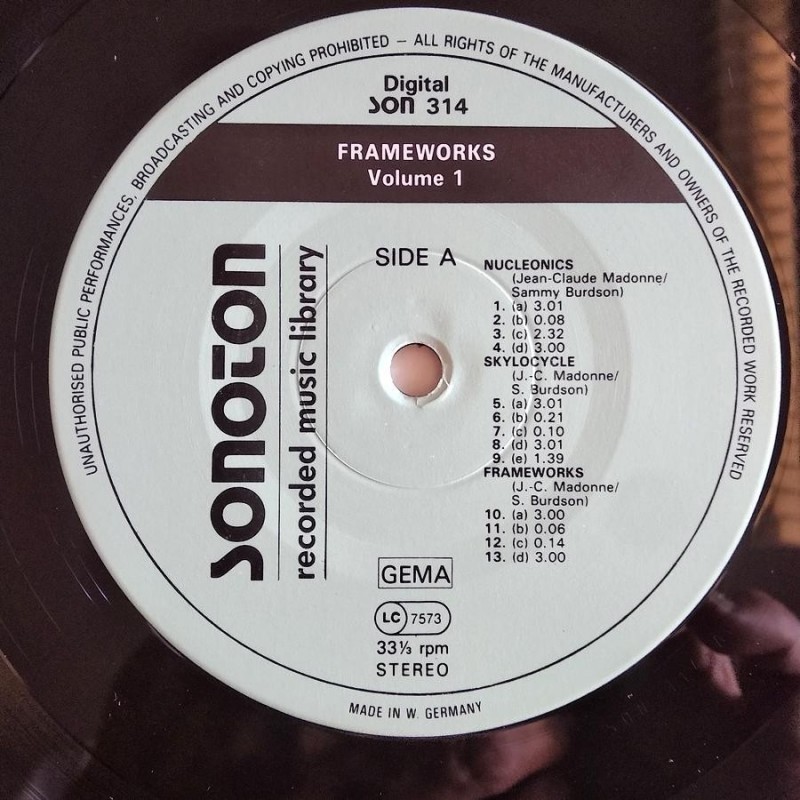 UNAUTHORISED PUBLIC PERFORMANCES, BROADCASTING AND COPYING PROHIBITED – ALL RIGHTS OF THE MANUFACTURERS AND OWNERS OF THE RECORDED WORK RESERVED
Digital
SON 314
FRAMEWORKS
Volume 1
SONOTON
recorded music library
SIDE A
NUCLEONICS
(Jean-Claude Madonne/
Sammy Burdson)
1. (a) 3.01
2. (b) 0.08
3. (c) 2.32
4. (d) 3.00
SKYLOCYCLE
(J.-C. Madonne/
S. Burdson)
5. (a) 3.01
6. (b) 0.21
7. (c) 0.10
8. (d) 3.01
9. (e) 1.39
FRAMEWORKS
(J.-C. Madonne/
S. Burdson)
10. (a) 3.00
11. (b) 0.06
12. (c) 0.14
13. (d) 3.00
GEMA
LC 7573
33⅓ rpm
STEREO
MADE IN W. GERMANY